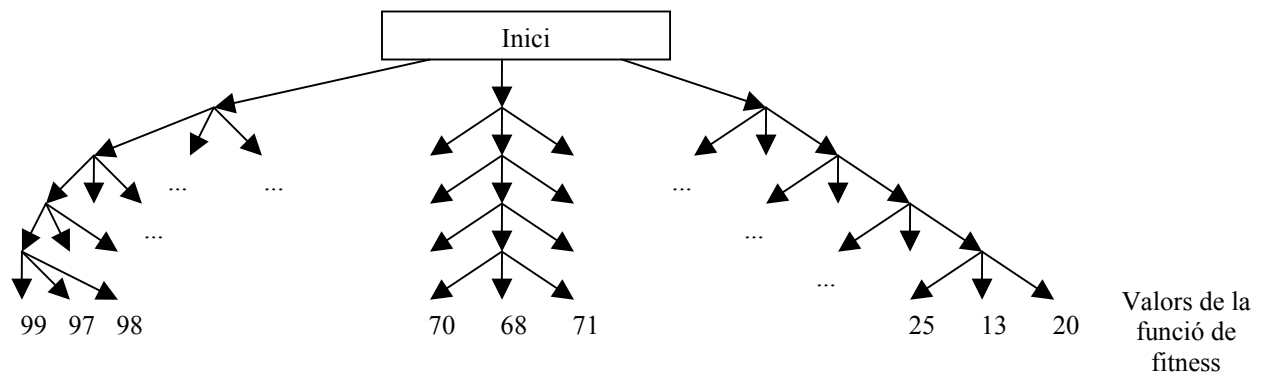 Inici
... ... ...
... ...
...
99 97 98 70 68 71 25 13 20
Valors de la
funció de
fitness